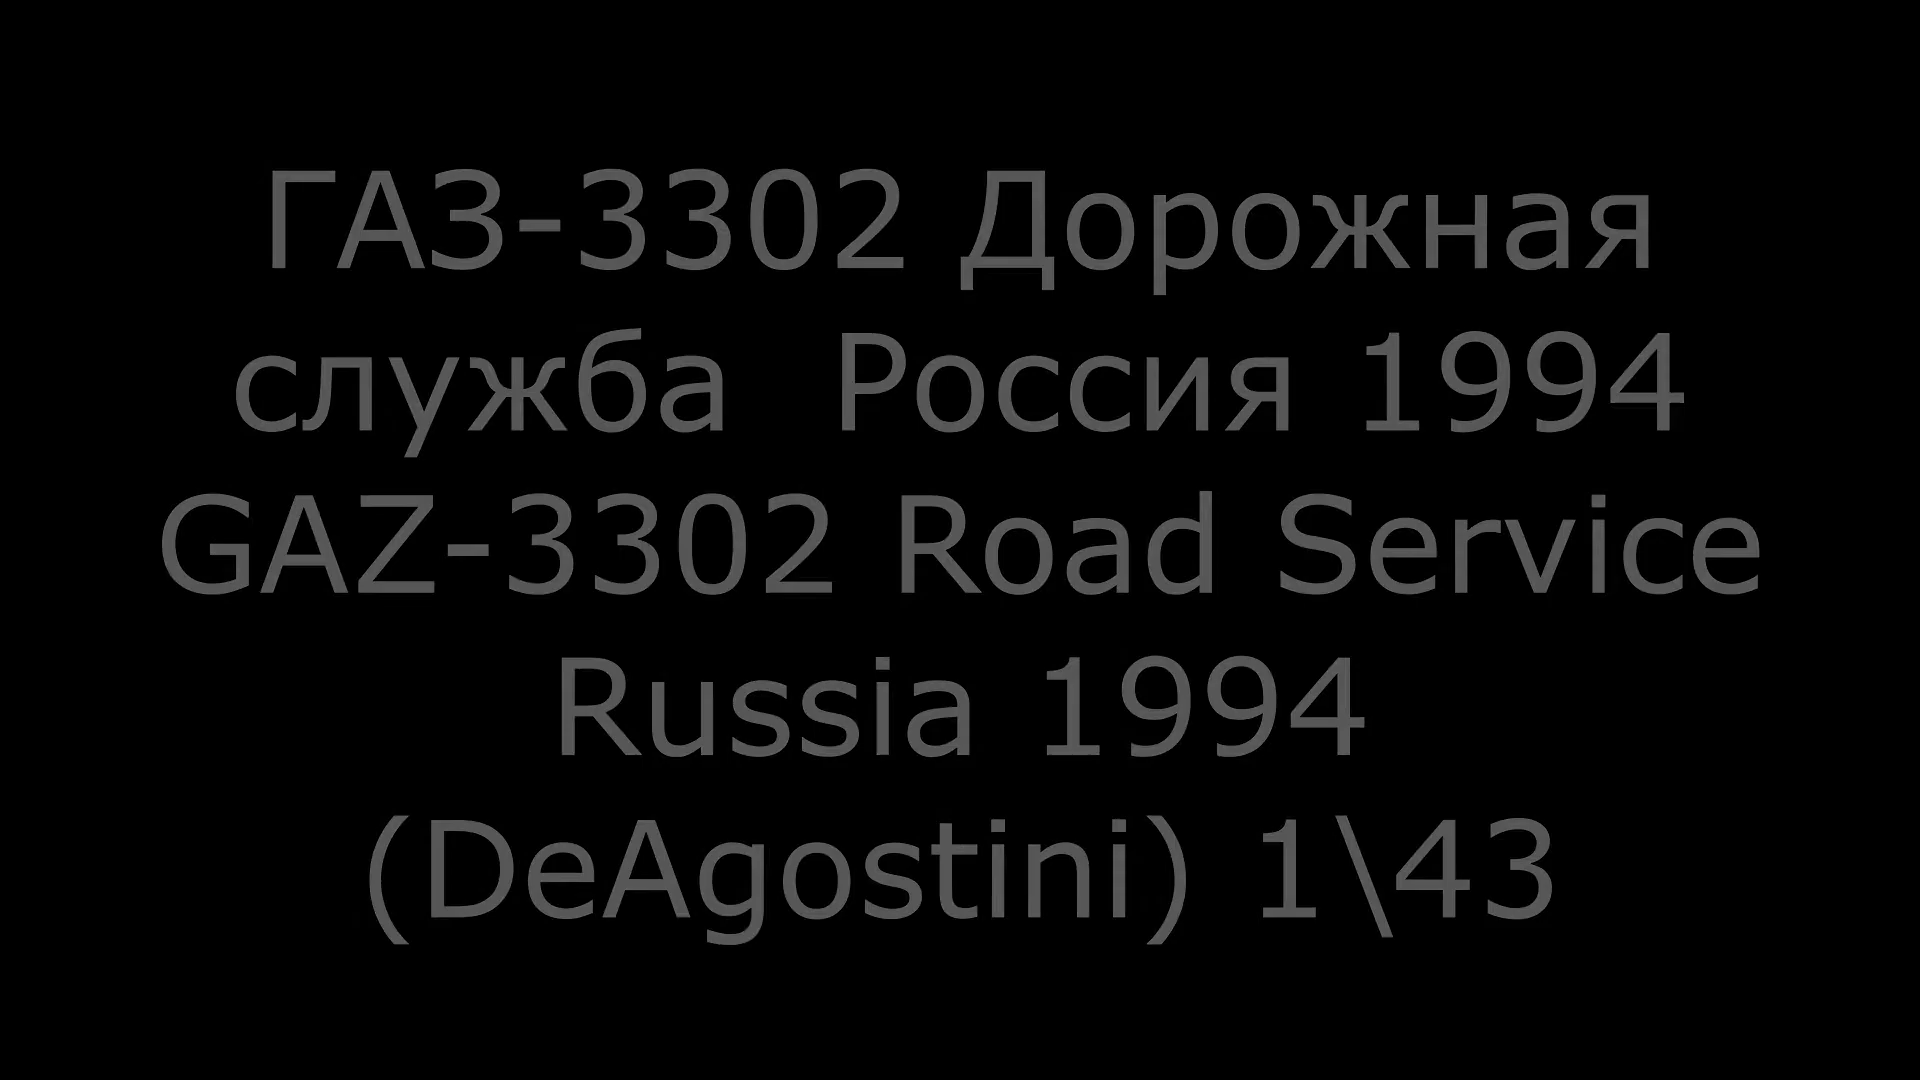 ГАЗ-3302 Дорожная
служба  Россия 1994
GAZ-3302 Road Service
Russia 1994
(DeAgostini) 1\43